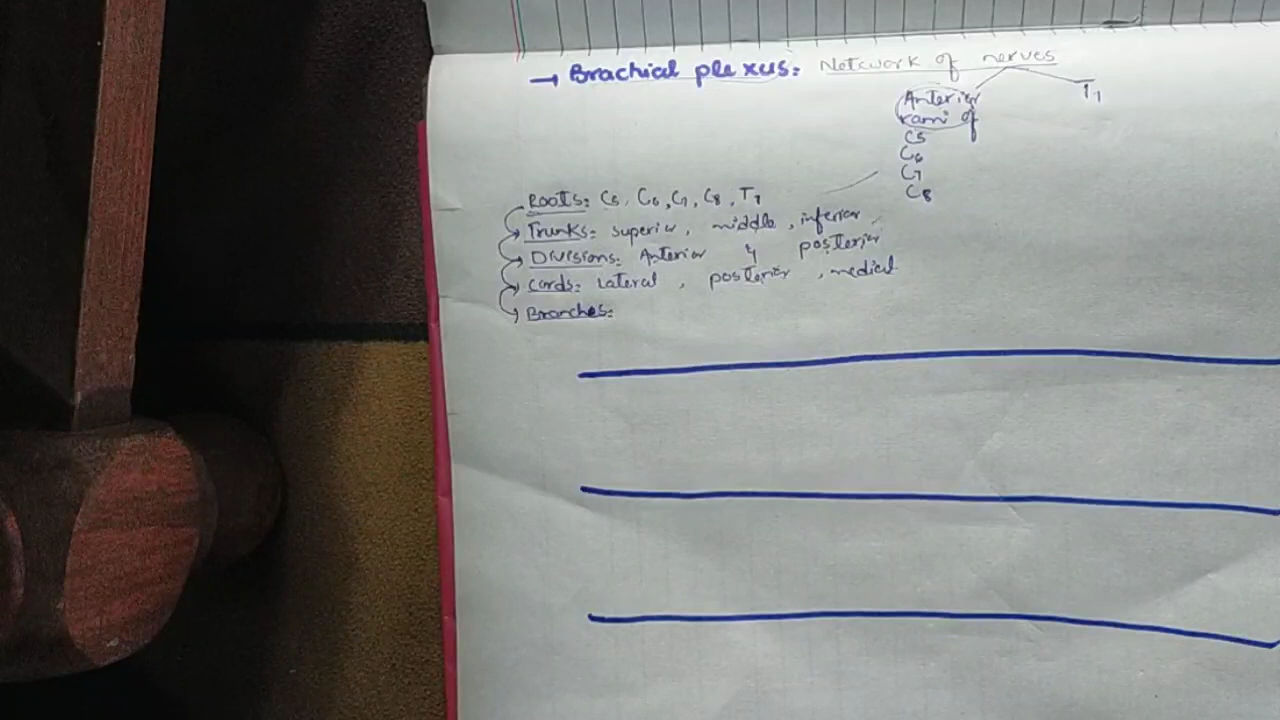 → Brachial plexus: Network of nerves
Anterior
rami of
T1
C5
C6
C7
C8
Roots: C5, C6, C7, C8, T1
Trunks: superior, middle, inferior
Divisions: Anterior & posterior
Cords: Lateral, posterior, medial
Branches: